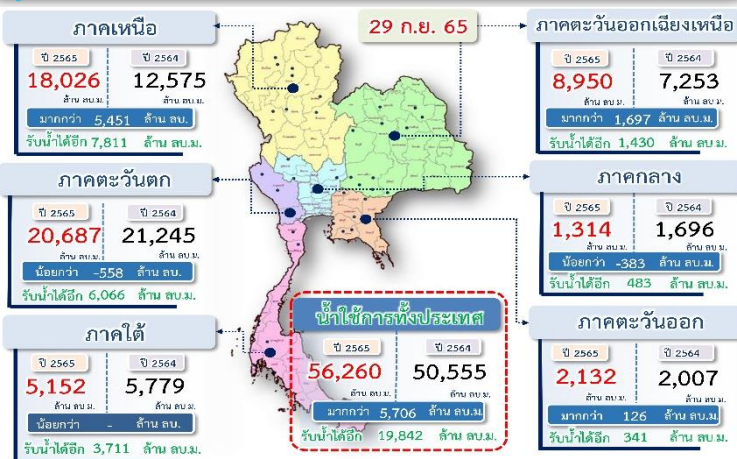 29 ก.ย. 65
ภาคเหนือ
ปี 2565 ปี 2564
18,026 12,575
ล้าน ลบ.ม. ล้าน ลบ.ม.
มากกว่า 5,451 ล้าน ลบ.
รับน้ำได้อีก 7,811 ล้าน ลบ.ม.
ภาคตะวันตก
ปี 2565 ปี 2564
20,687 21,245
ล้าน ลบ.ม. ล้าน ลบ.ม.
น้อยกว่า -558 ล้าน ลบ.
รับน้ำได้อีก 6,066 ล้าน ลบ.ม.
ภาคใต้
ปี 2565 ปี 2564
5,152 5,779
ล้าน ลบ.ม. ล้าน ลบ.ม.
น้อยกว่า - ล้าน ลบ.
รับน้ำได้อีก 3,711 ล้าน ลบ.ม.
น้ำใช้การทั้งประเทศ
ปี 2565 ปี 2564
56,260 50,555
ล้าน ลบ.ม. ล้าน ลบ.ม.
มากกว่า 5,706 ล้าน ลบ.ม.
รับน้ำได้อีก 19,842 ล้าน ลบ.ม.
ภาคตะวันออกเฉียงเหนือ
ปี 2565 ปี 2564
8,950 7,253
ล้าน ลบ.ม. ล้าน ลบ.ม.
มากกว่า 1,697 ล้าน ลบ.ม.
รับน้ำได้อีก 1,430 ล้าน ลบ.ม.
ภาคกลาง
ปี 2565 ปี 2564
1,314 1,696
ล้าน ลบ.ม. ล้าน ลบ.ม.
น้อยกว่า -383 ล้าน ลบ.ม.
รับน้ำได้อีก 483 ล้าน ลบ.ม.
ภาคตะวันออก
ปี 2565 ปี 2564
2,132 2,007
ล้าน ลบ.ม. ล้าน ลบ.ม.
มากกว่า 126 ล้าน ลบ.ม.
รับน้ำได้อีก 341 ล้าน ลบ.ม.